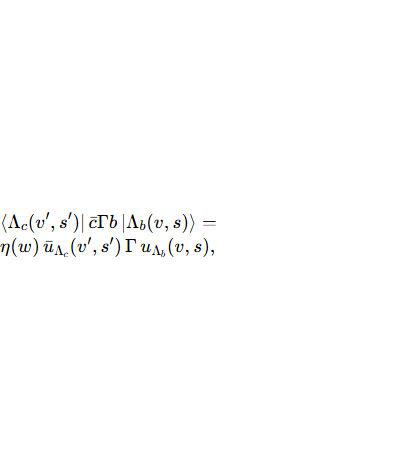 ⟨Λ_c(v′, s′)| c̄Γb |Λ_b(v, s)⟩ =
η(w) ū_{Λ_c}(v′, s′) Γ u_{Λ_b}(v, s),